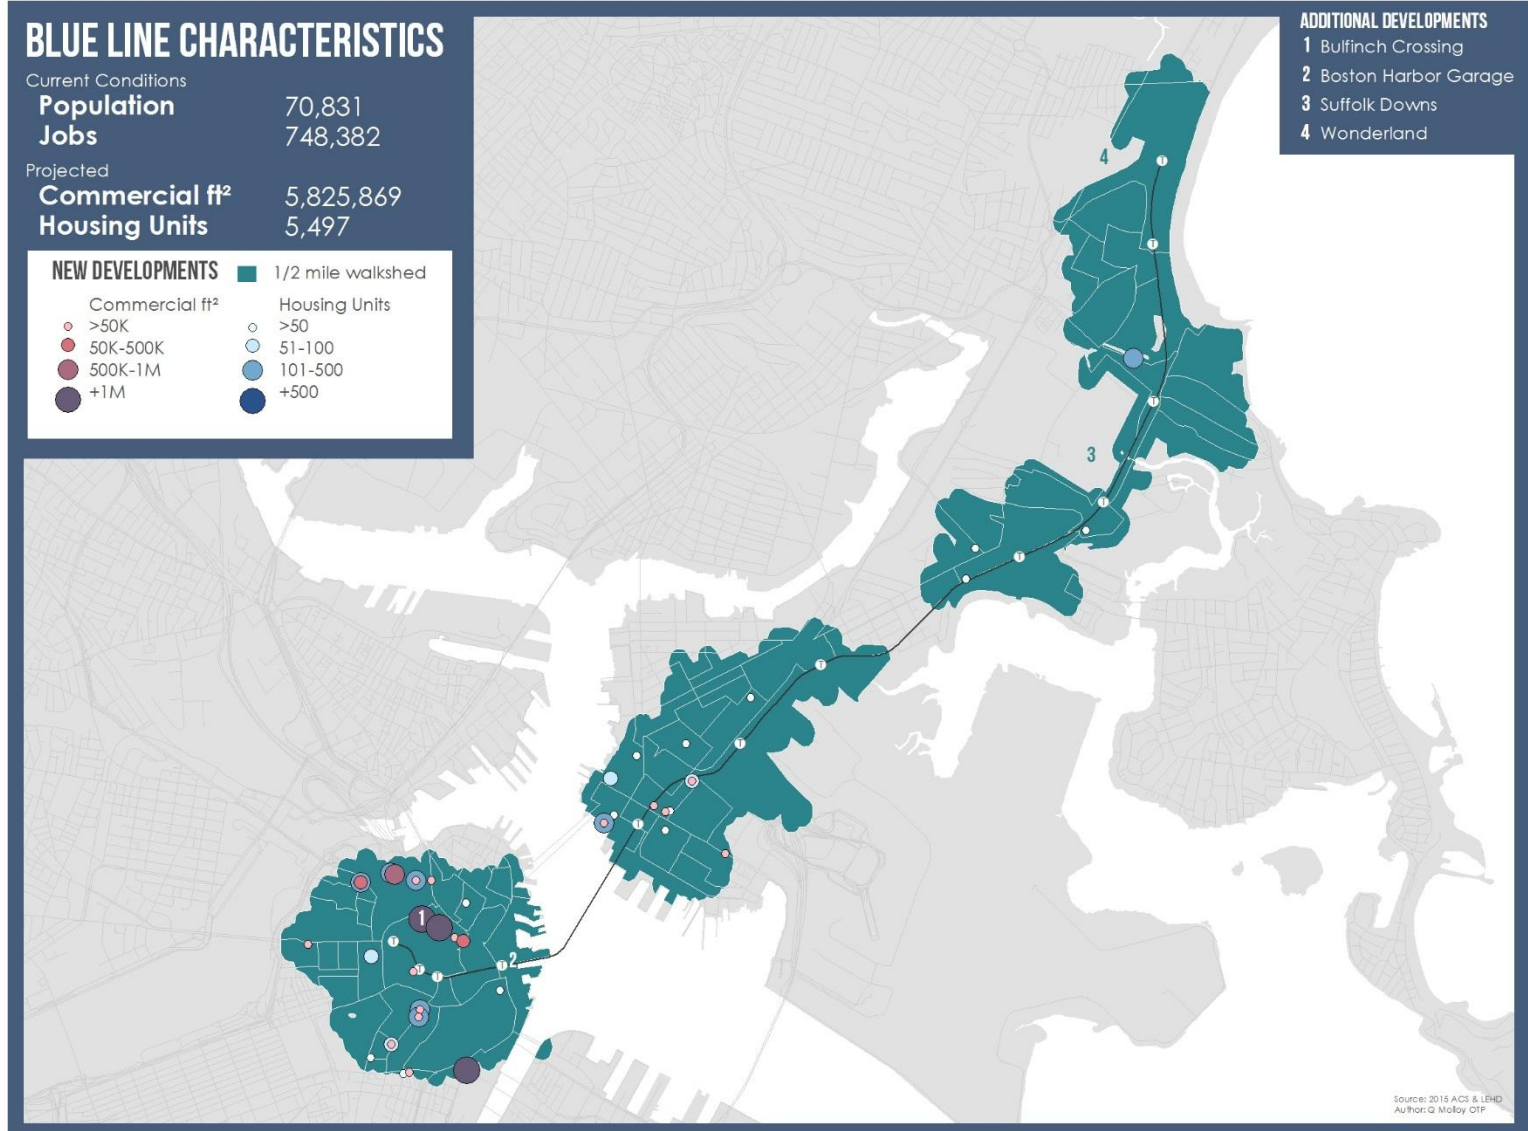 BLUE LINE CHARACTERISTICS
Current Conditions
Population 70,831
Jobs 748,382
Projected
Commercial ft² 5,825,869
Housing Units 5,497
NEW DEVELOPMENTS 1/2 mile walkshed
Commercial ft² Housing Units
>50K >50
50K-500K 51-100
500K-1M 101-500
+1M +500
ADDITIONAL DEVELOPMENTS
1 Bulfinch Crossing
2 Boston Harbor Garage
3 Suffolk Downs
4 Wonderland
4
T
T
T
3
T
T
T
T
T
1
T
T
T
T 2
Source: 2015 ACS & LEHD
Author: Q Molloy OTP